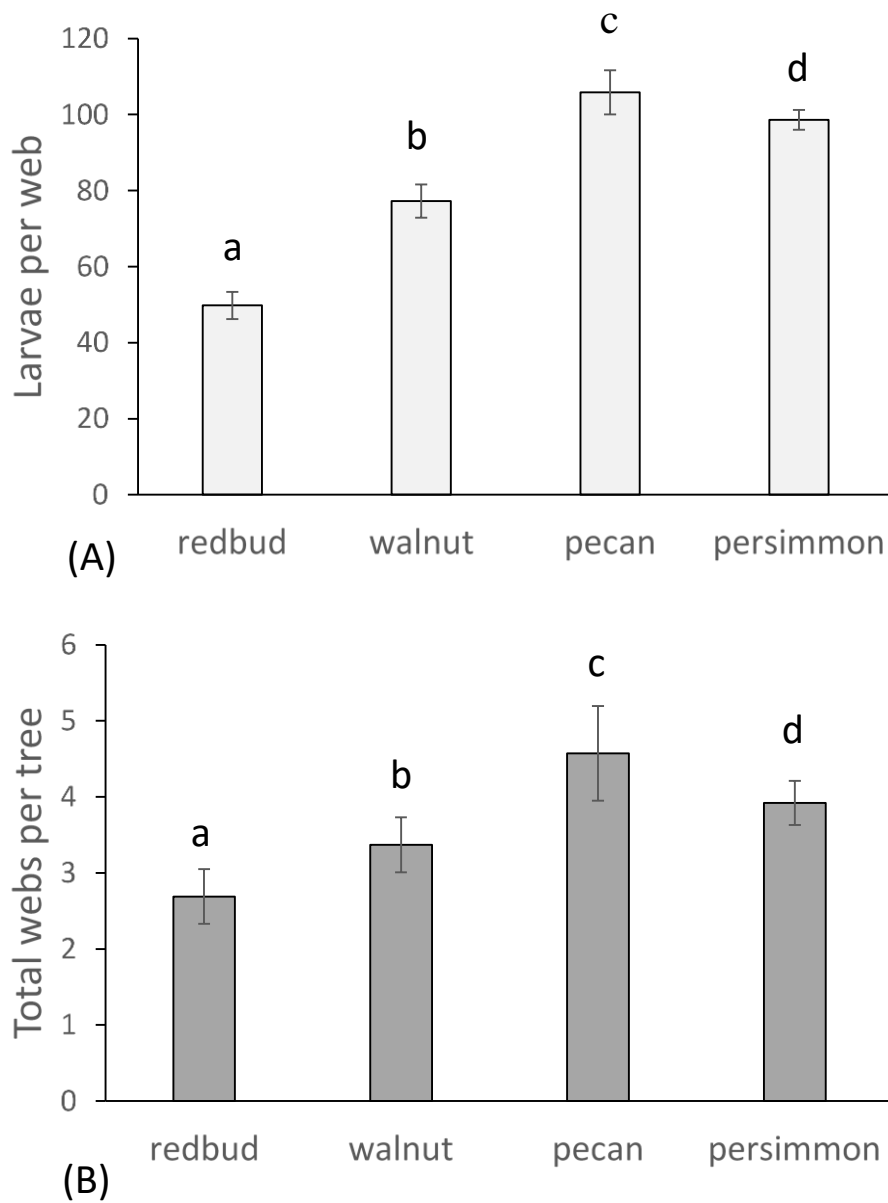 Larvae per web
120
100
80
60
40
20
0
a
b
c
d
redbud walnut pecan persimmon
(A)
Total webs per tree
6
5
4
3
2
1
0
a
b
c
d
redbud walnut pecan persimmon
(B)